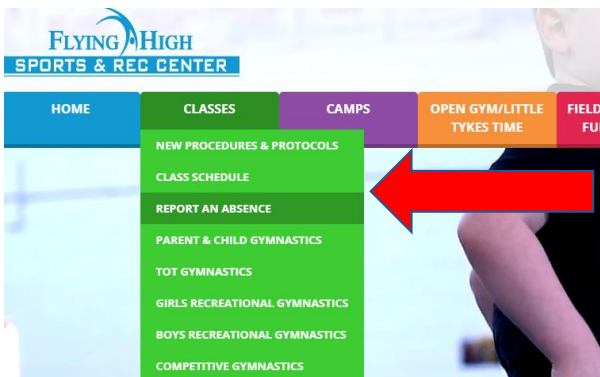 FLYING HIGH
SPORTS & REC CENTER
HOME
CLASSES
CAMPS
OPEN GYM/LITTLE
TYKES TIME
FIELD
NEW PROCEDURES & PROTOCOLS
CLASS SCHEDULE
REPORT AN ABSENCE
PARENT & CHILD GYMNASTICS
TOT GYMNASTICS
GIRLS RECREATIONAL GYMNASTICS
BOYS RECREATIONAL GYMNASTICS
COMPETITIVE GYMNASTICS